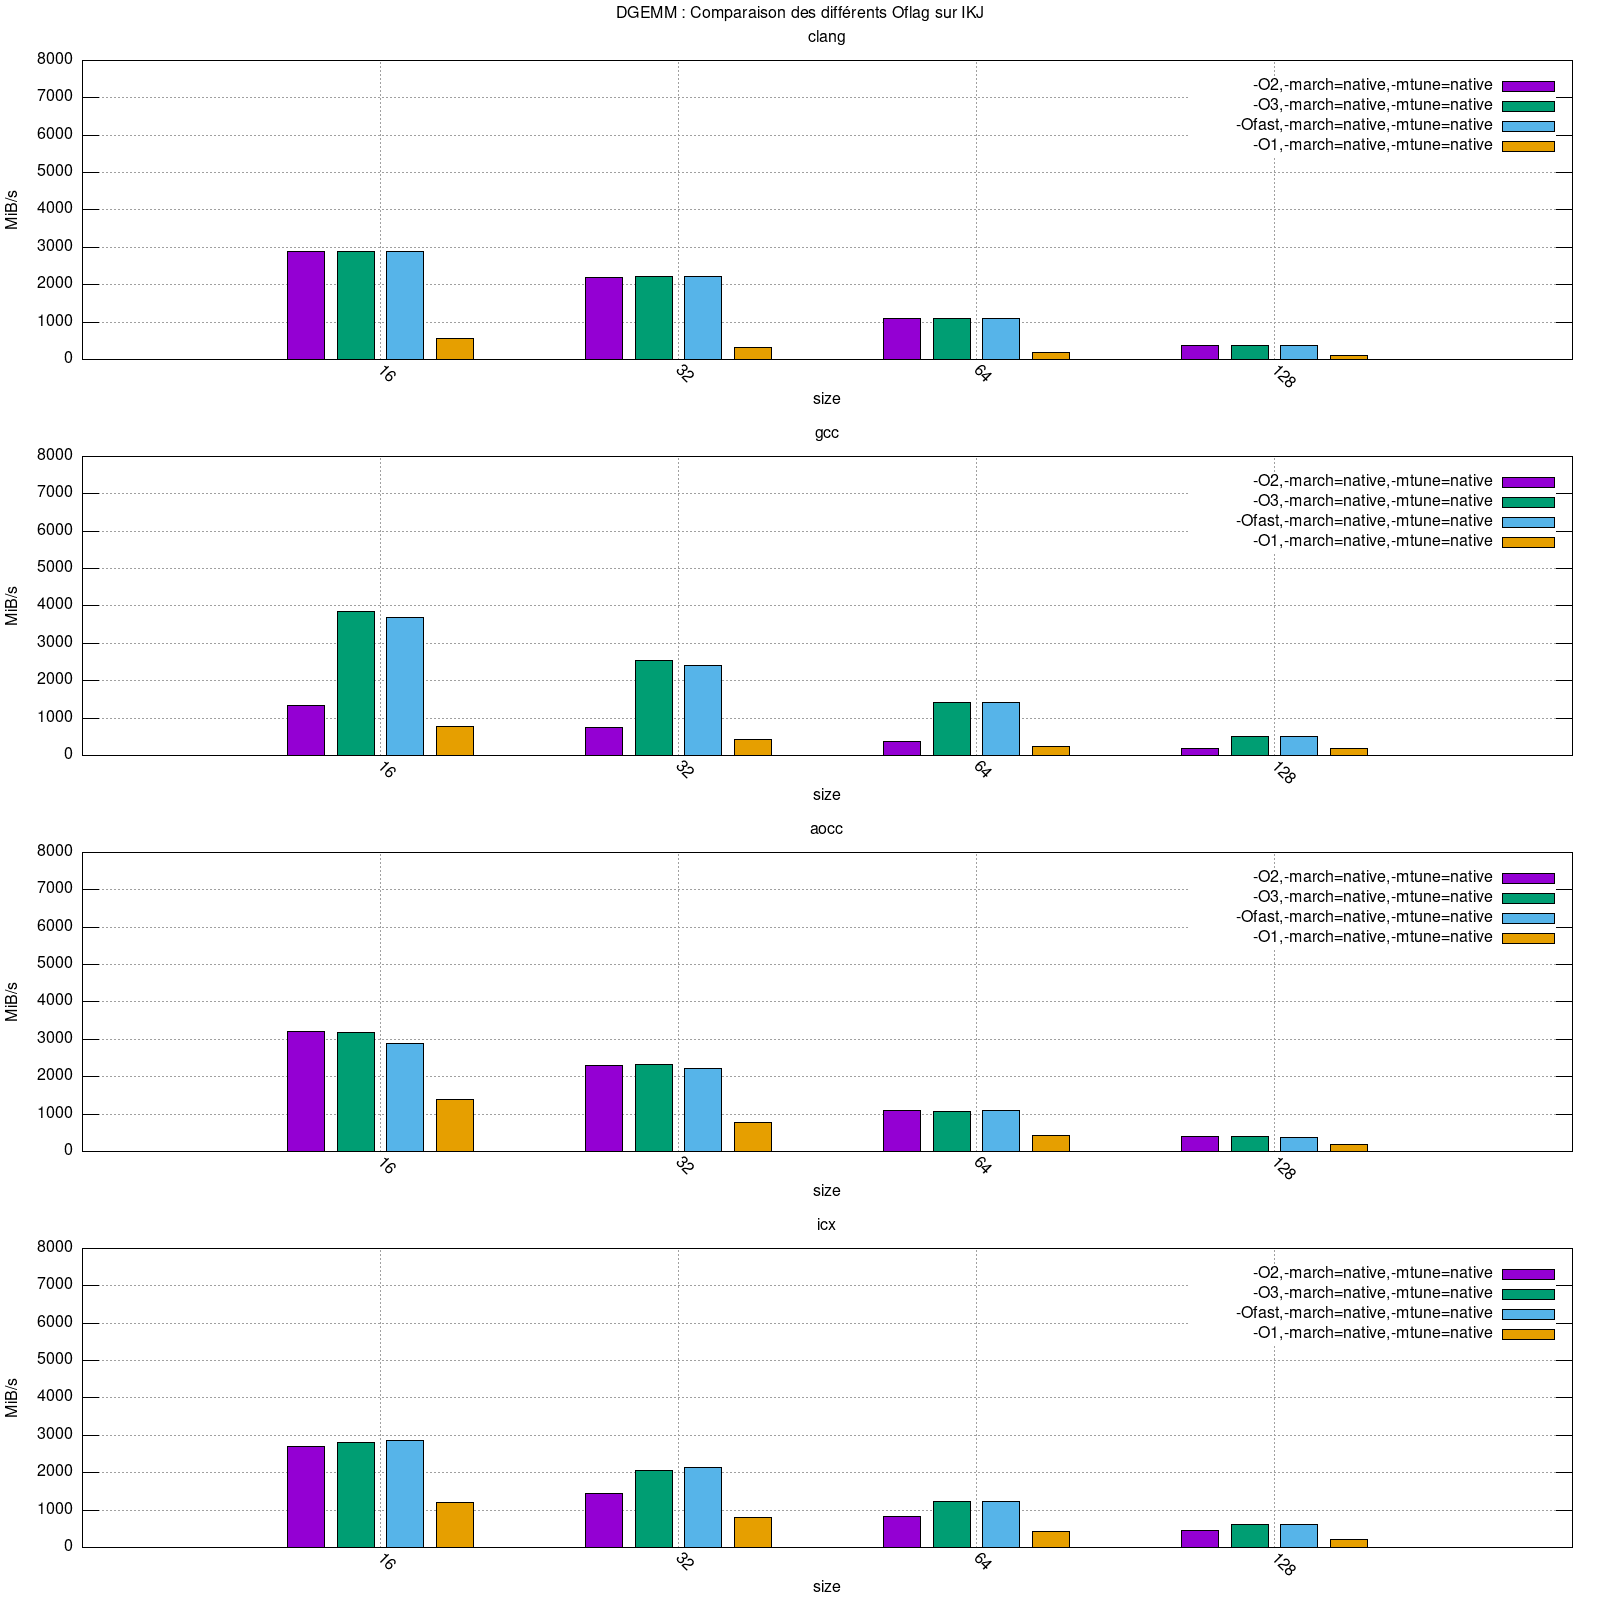 DGEMM : Comparaison des différents Oflag sur IKJ
clang
8000
7000
6000
5000
4000
3000
2000
1000
0
MiB/s
-O2,-march=native,-mtune=native
-O3,-march=native,-mtune=native
-Ofast,-march=native,-mtune=native
-O1,-march=native,-mtune=native
16
32
64
128
size
gcc
8000
7000
6000
5000
4000
3000
2000
1000
0
MiB/s
-O2,-march=native,-mtune=native
-O3,-march=native,-mtune=native
-Ofast,-march=native,-mtune=native
-O1,-march=native,-mtune=native
16
32
64
128
size
aocc
8000
7000
6000
5000
4000
3000
2000
1000
0
MiB/s
-O2,-march=native,-mtune=native
-O3,-march=native,-mtune=native
-Ofast,-march=native,-mtune=native
-O1,-march=native,-mtune=native
16
32
64
128
size
icx
8000
7000
6000
5000
4000
3000
2000
1000
0
MiB/s
-O2,-march=native,-mtune=native
-O3,-march=native,-mtune=native
-Ofast,-march=native,-mtune=native
-O1,-march=native,-mtune=native
16
32
64
128
size